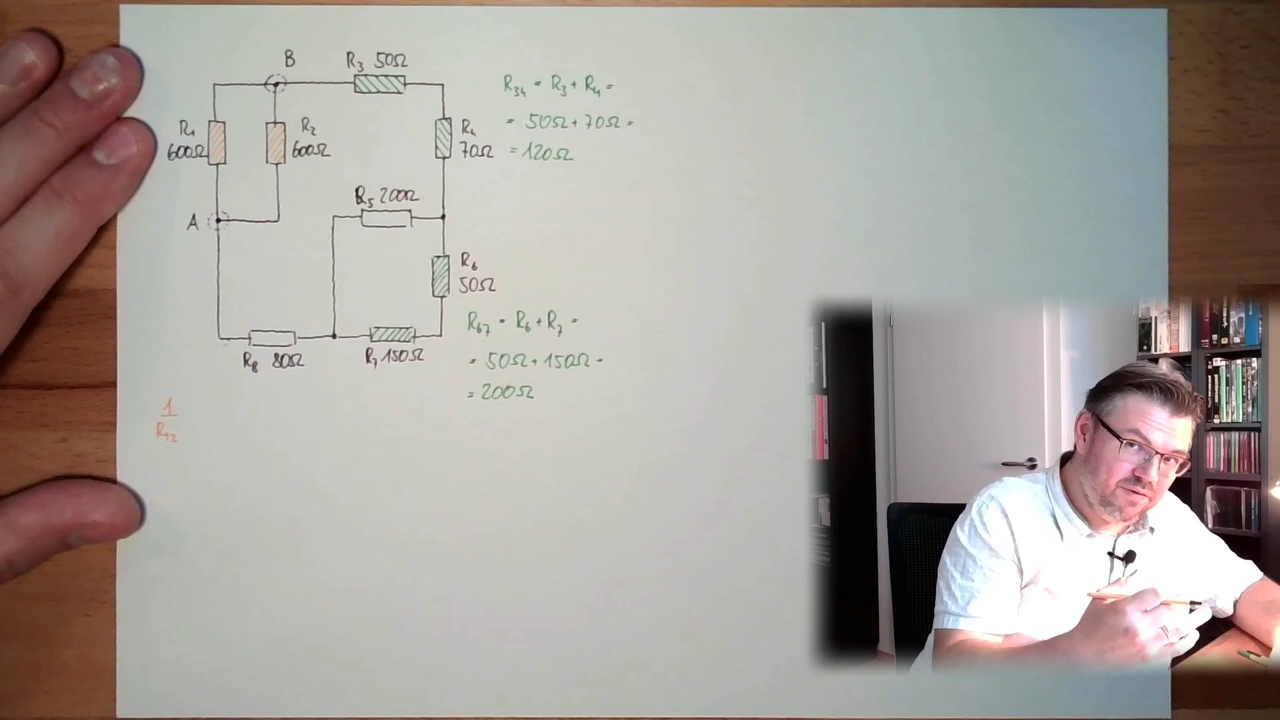 B
R3 50Ω
R1
600Ω
R2
600Ω
R4
70Ω
R34 = R3 + R4 =
= 50Ω + 70Ω =
= 120Ω
A
R5 200Ω
R6
50Ω
R8 80Ω
R7 150Ω
R67 = R6 + R7 =
= 50Ω + 150Ω =
= 200Ω
1
R12